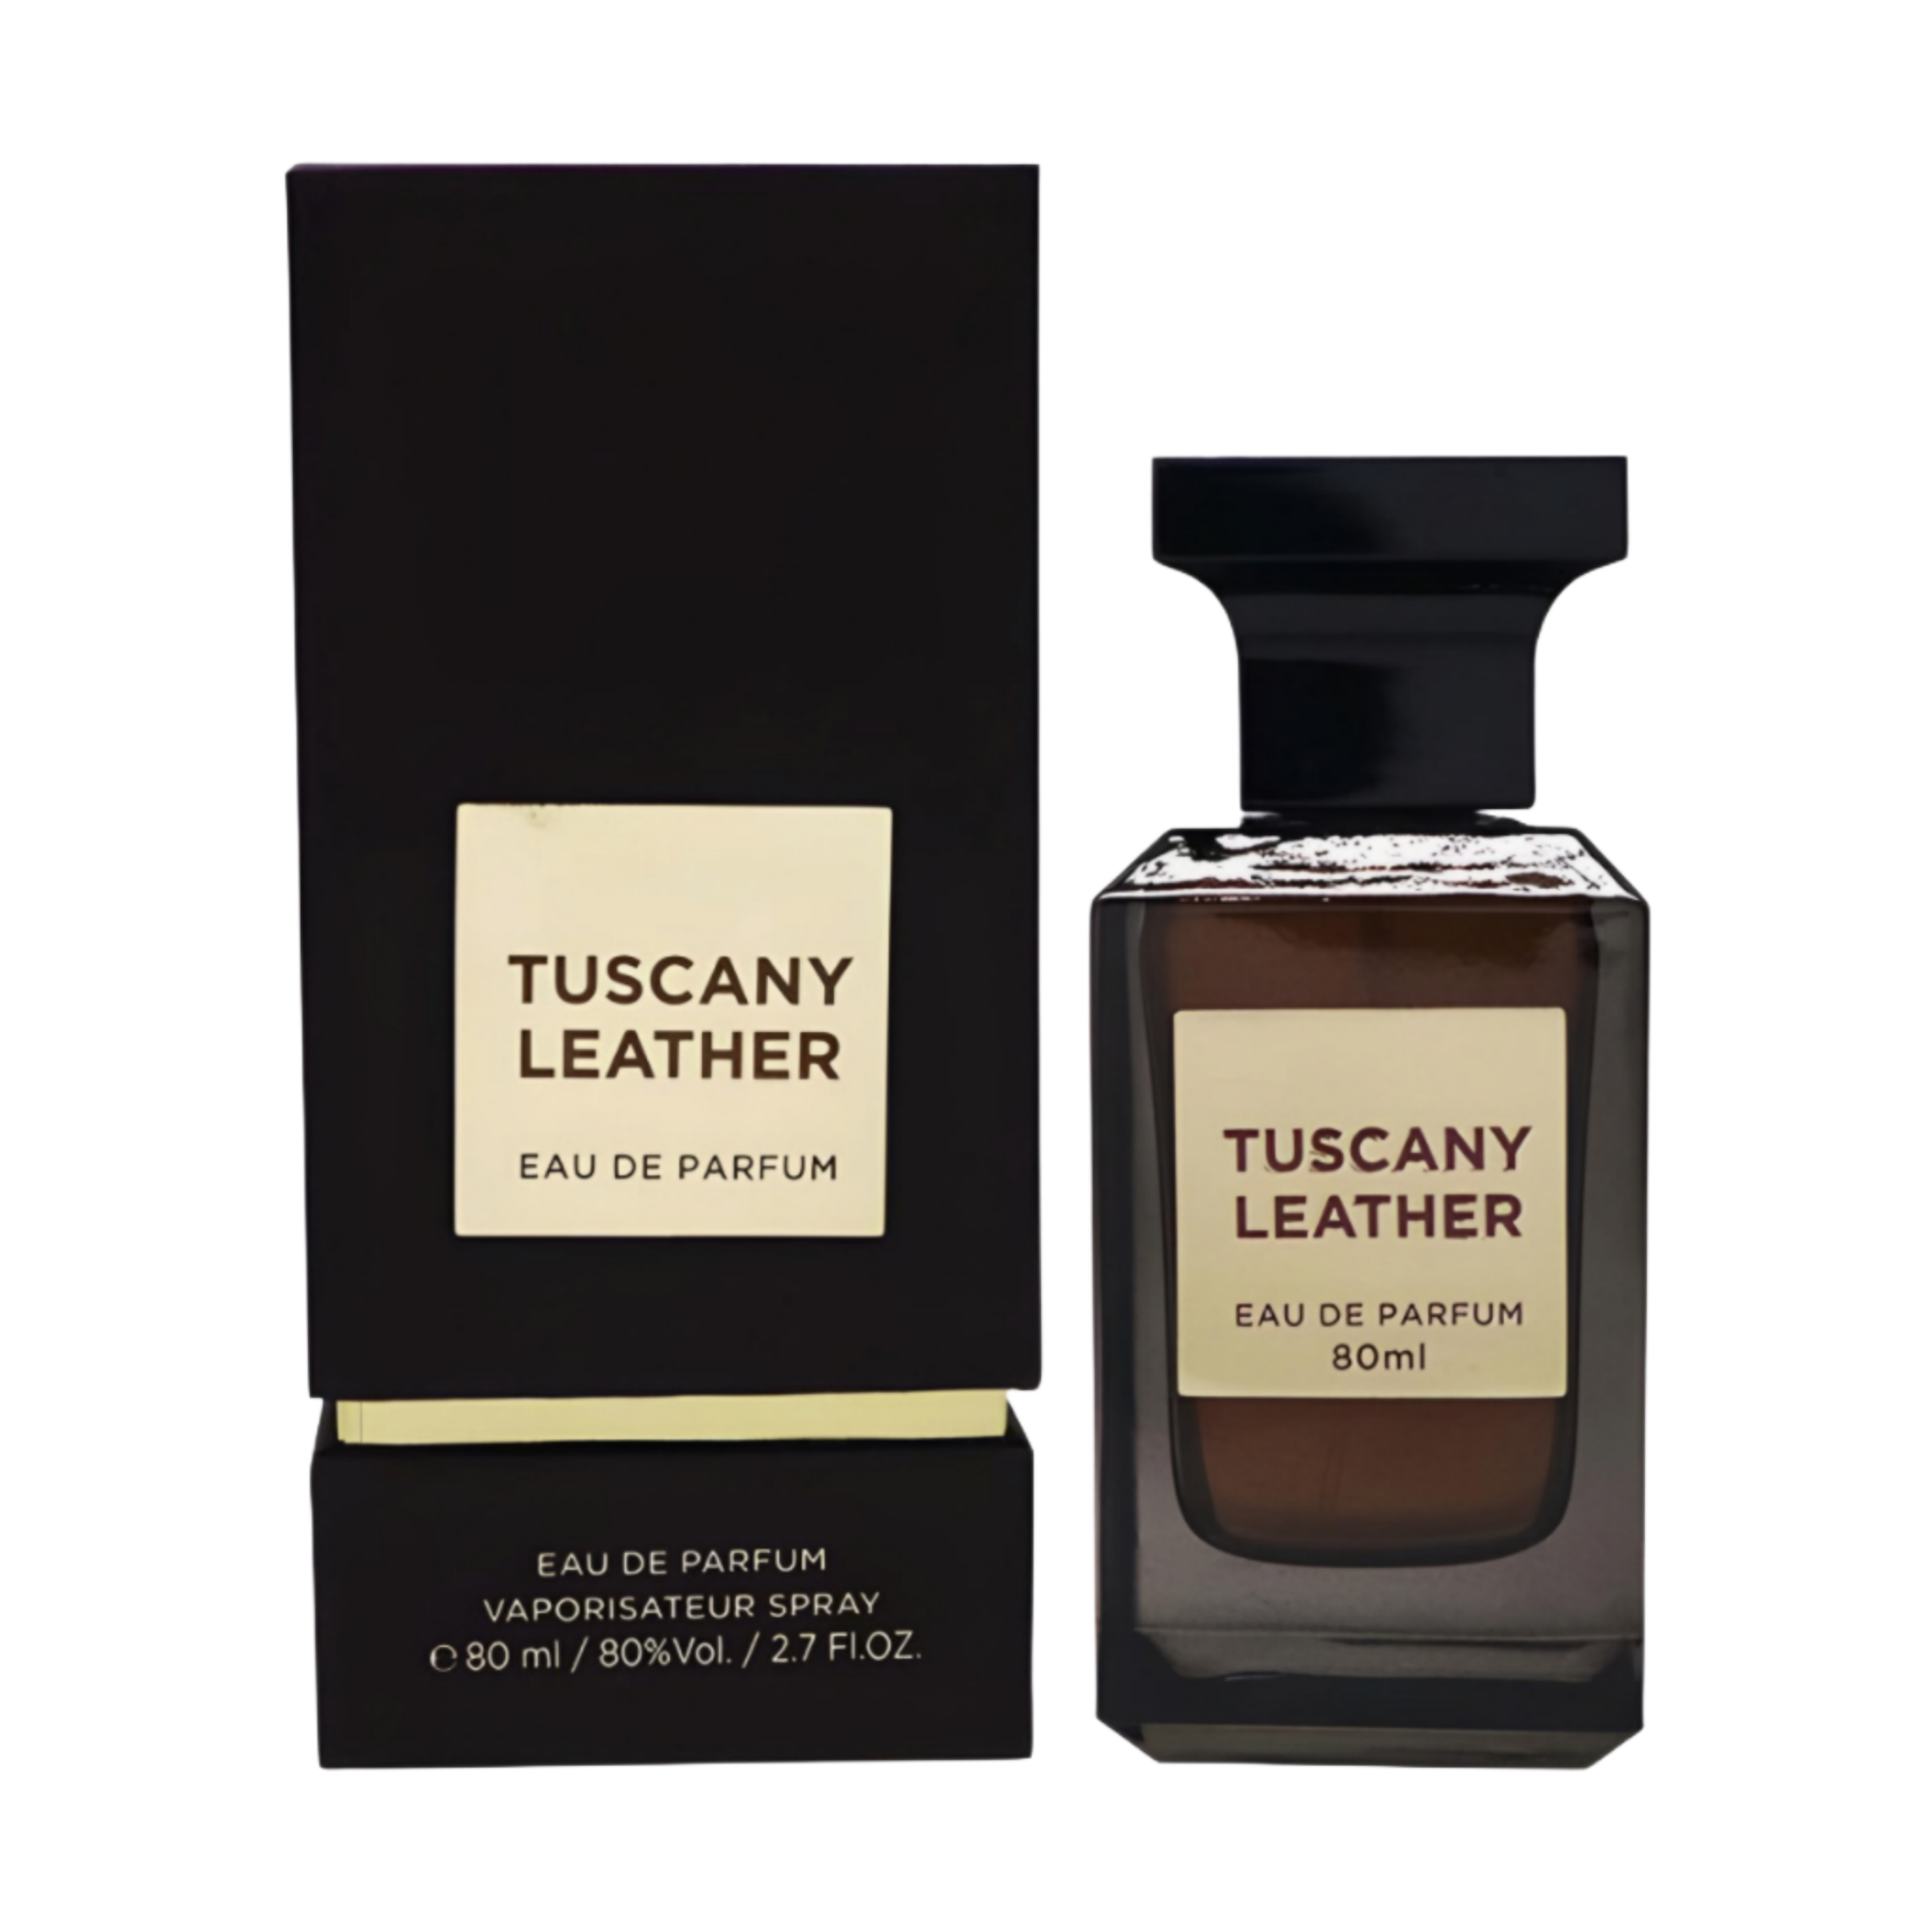 TUSCANY
LEATHER
EAU DE PARFUM
EAU DE PARFUM
VAPORISATEUR SPRAY
℮ 80 ml / 80%Vol. / 2.7 Fl.OZ.
TUSCANY
LEATHER
EAU DE PARFUM
80ml